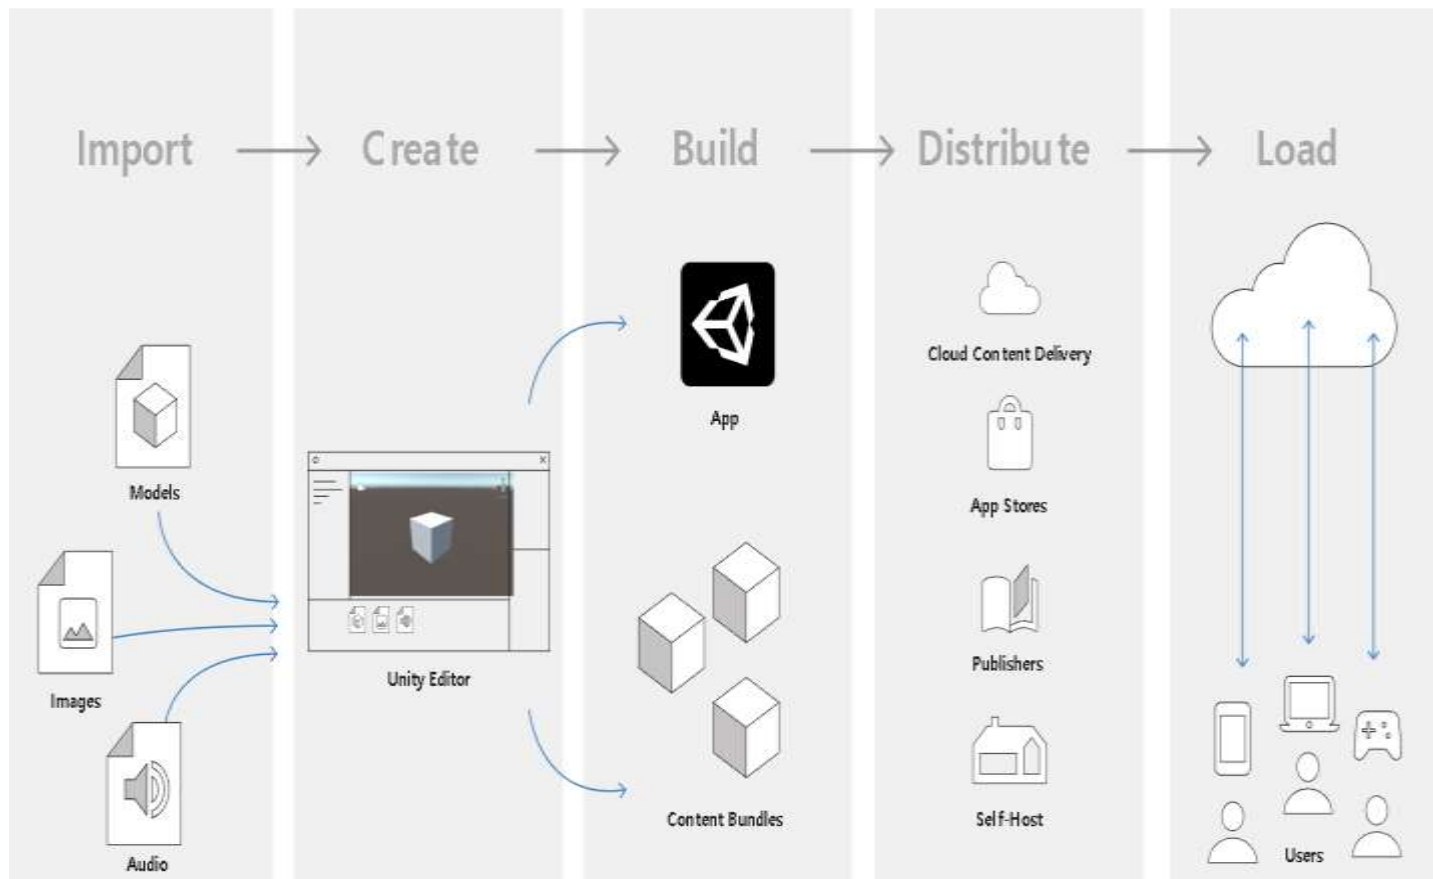 Import
Create
Build
Distribute
Load
Models
Images
Audio
Unity Editor
App
Content Bundles
Cloud Content Delivery
App Stores
Publishers
Self-Host
Users